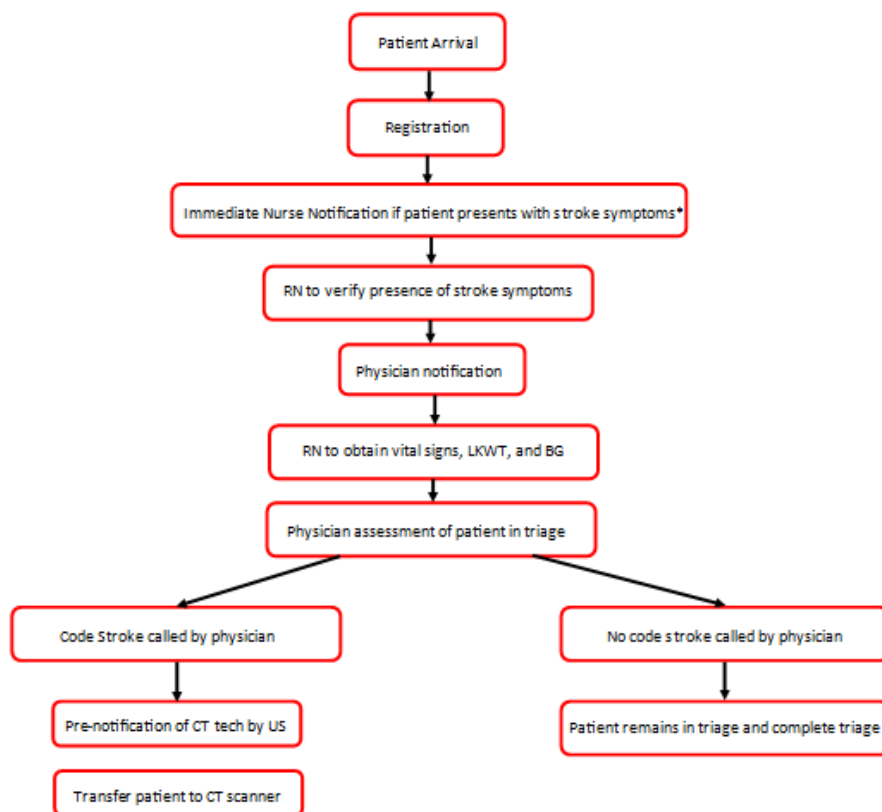 Patient Arrival
Registration
Immediate Nurse Notification if patient presents with stroke symptoms*
RN to verify presence of stroke symptoms
Physician notification
RN to obtain vital signs, LKWT, and BG
Physician assessment of patient in triage
Code Stroke called by physician
No code stroke called by physician
Pre-notification of CT tech by US
Patient remains in triage and complete triage
Transfer patient to CT scanner